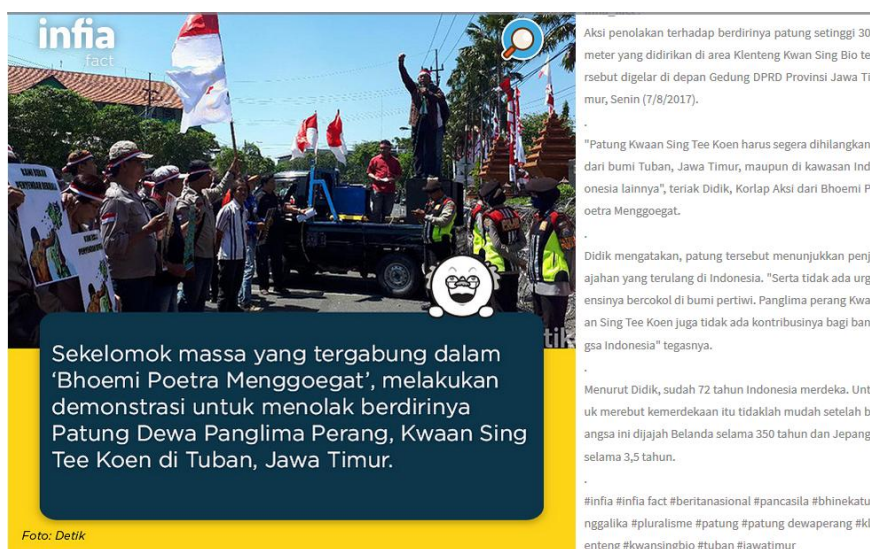 infia
fact
Sekelomok massa yang tergabung dalam
‘Bhoemi Poetra Menggoegat’, melakukan
demonstrasi untuk menolak berdirinya
Patung Dewa Panglima Perang, Kwaan Sing
Tee Koen di Tuban, Jawa Timur.
Foto: Detik
Aksi penolakan terhadap berdirinya patung setinggi 30
meter yang didirikan di area Klenteng Kwan Sing Bio te
rsebut digelar di depan Gedung DPRD Provinsi Jawa Ti
mur, Senin (7/8/2017).
.
"Patung Kwaan Sing Tee Koen harus segera dihilangkan
dari bumi Tuban, Jawa Timur, maupun di kawasan Ind
onesia lainnya", teriak Didik, Korlap Aksi dari Bhoemi P
oetra Menggoegat.
.
Didik mengatakan, patung tersebut menunjukkan penj
ajahan yang terulang di Indonesia. "Serta tidak ada urg
ensinya bercokol di bumi pertiwi. Panglima perang Kwa
an Sing Tee Koen juga tidak ada kontribusinya bagi ban
gsa Indonesia" tegasnya.
.
Menurut Didik, sudah 72 tahun Indonesia merdeka. Unt
uk merebut kemerdekaan itu tidaklah mudah setelah b
angsa ini dijajah Belanda selama 350 tahun dan Jepang
selama 3,5 tahun.
.
#infia #infia fact #beritanasional #pancasila #bhinekatu
nggalika #pluralisme #patung #patung dewaperang #kl
enteng #kwansingbio #tuban #jawatimur